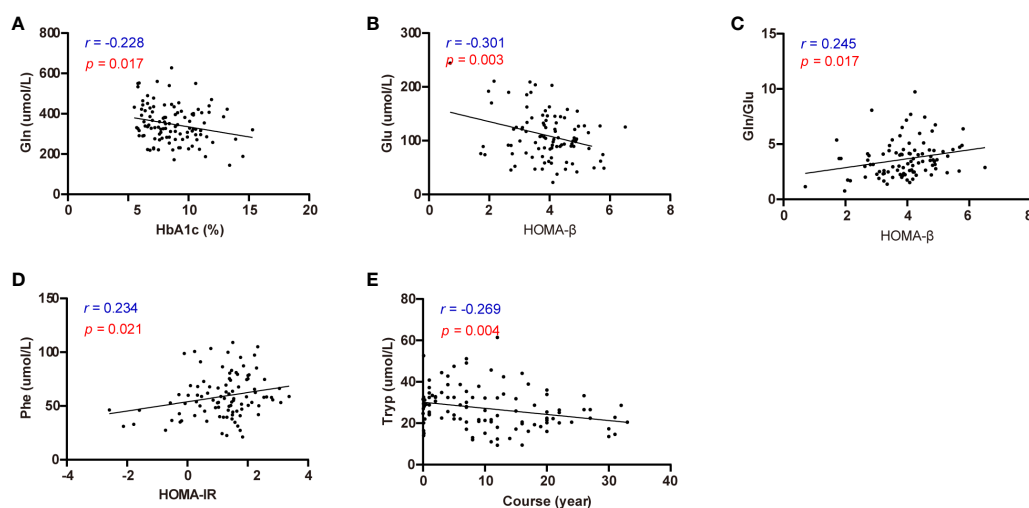 A
r = -0.228
p = 0.017
Gln (umol/L)
800
600
400
200
0
0
5
10
15
20
HbA1c (%)
B
r = -0.301
p = 0.003
Glu (umol/L)
300
200
100
0
0
2
4
6
8
HOMA-β
C
r = 0.245
p = 0.017
Gln/Glu
15
10
5
0
0
2
4
6
8
HOMA-β
D
r = 0.234
p = 0.021
Phe (umol/L)
150
100
50
0
-4
-2
0
2
4
HOMA-IR
E
r = -0.269
p = 0.004
Tryp (umol/L)
80
60
40
20
0
0
10
20
30
40
Course (year)